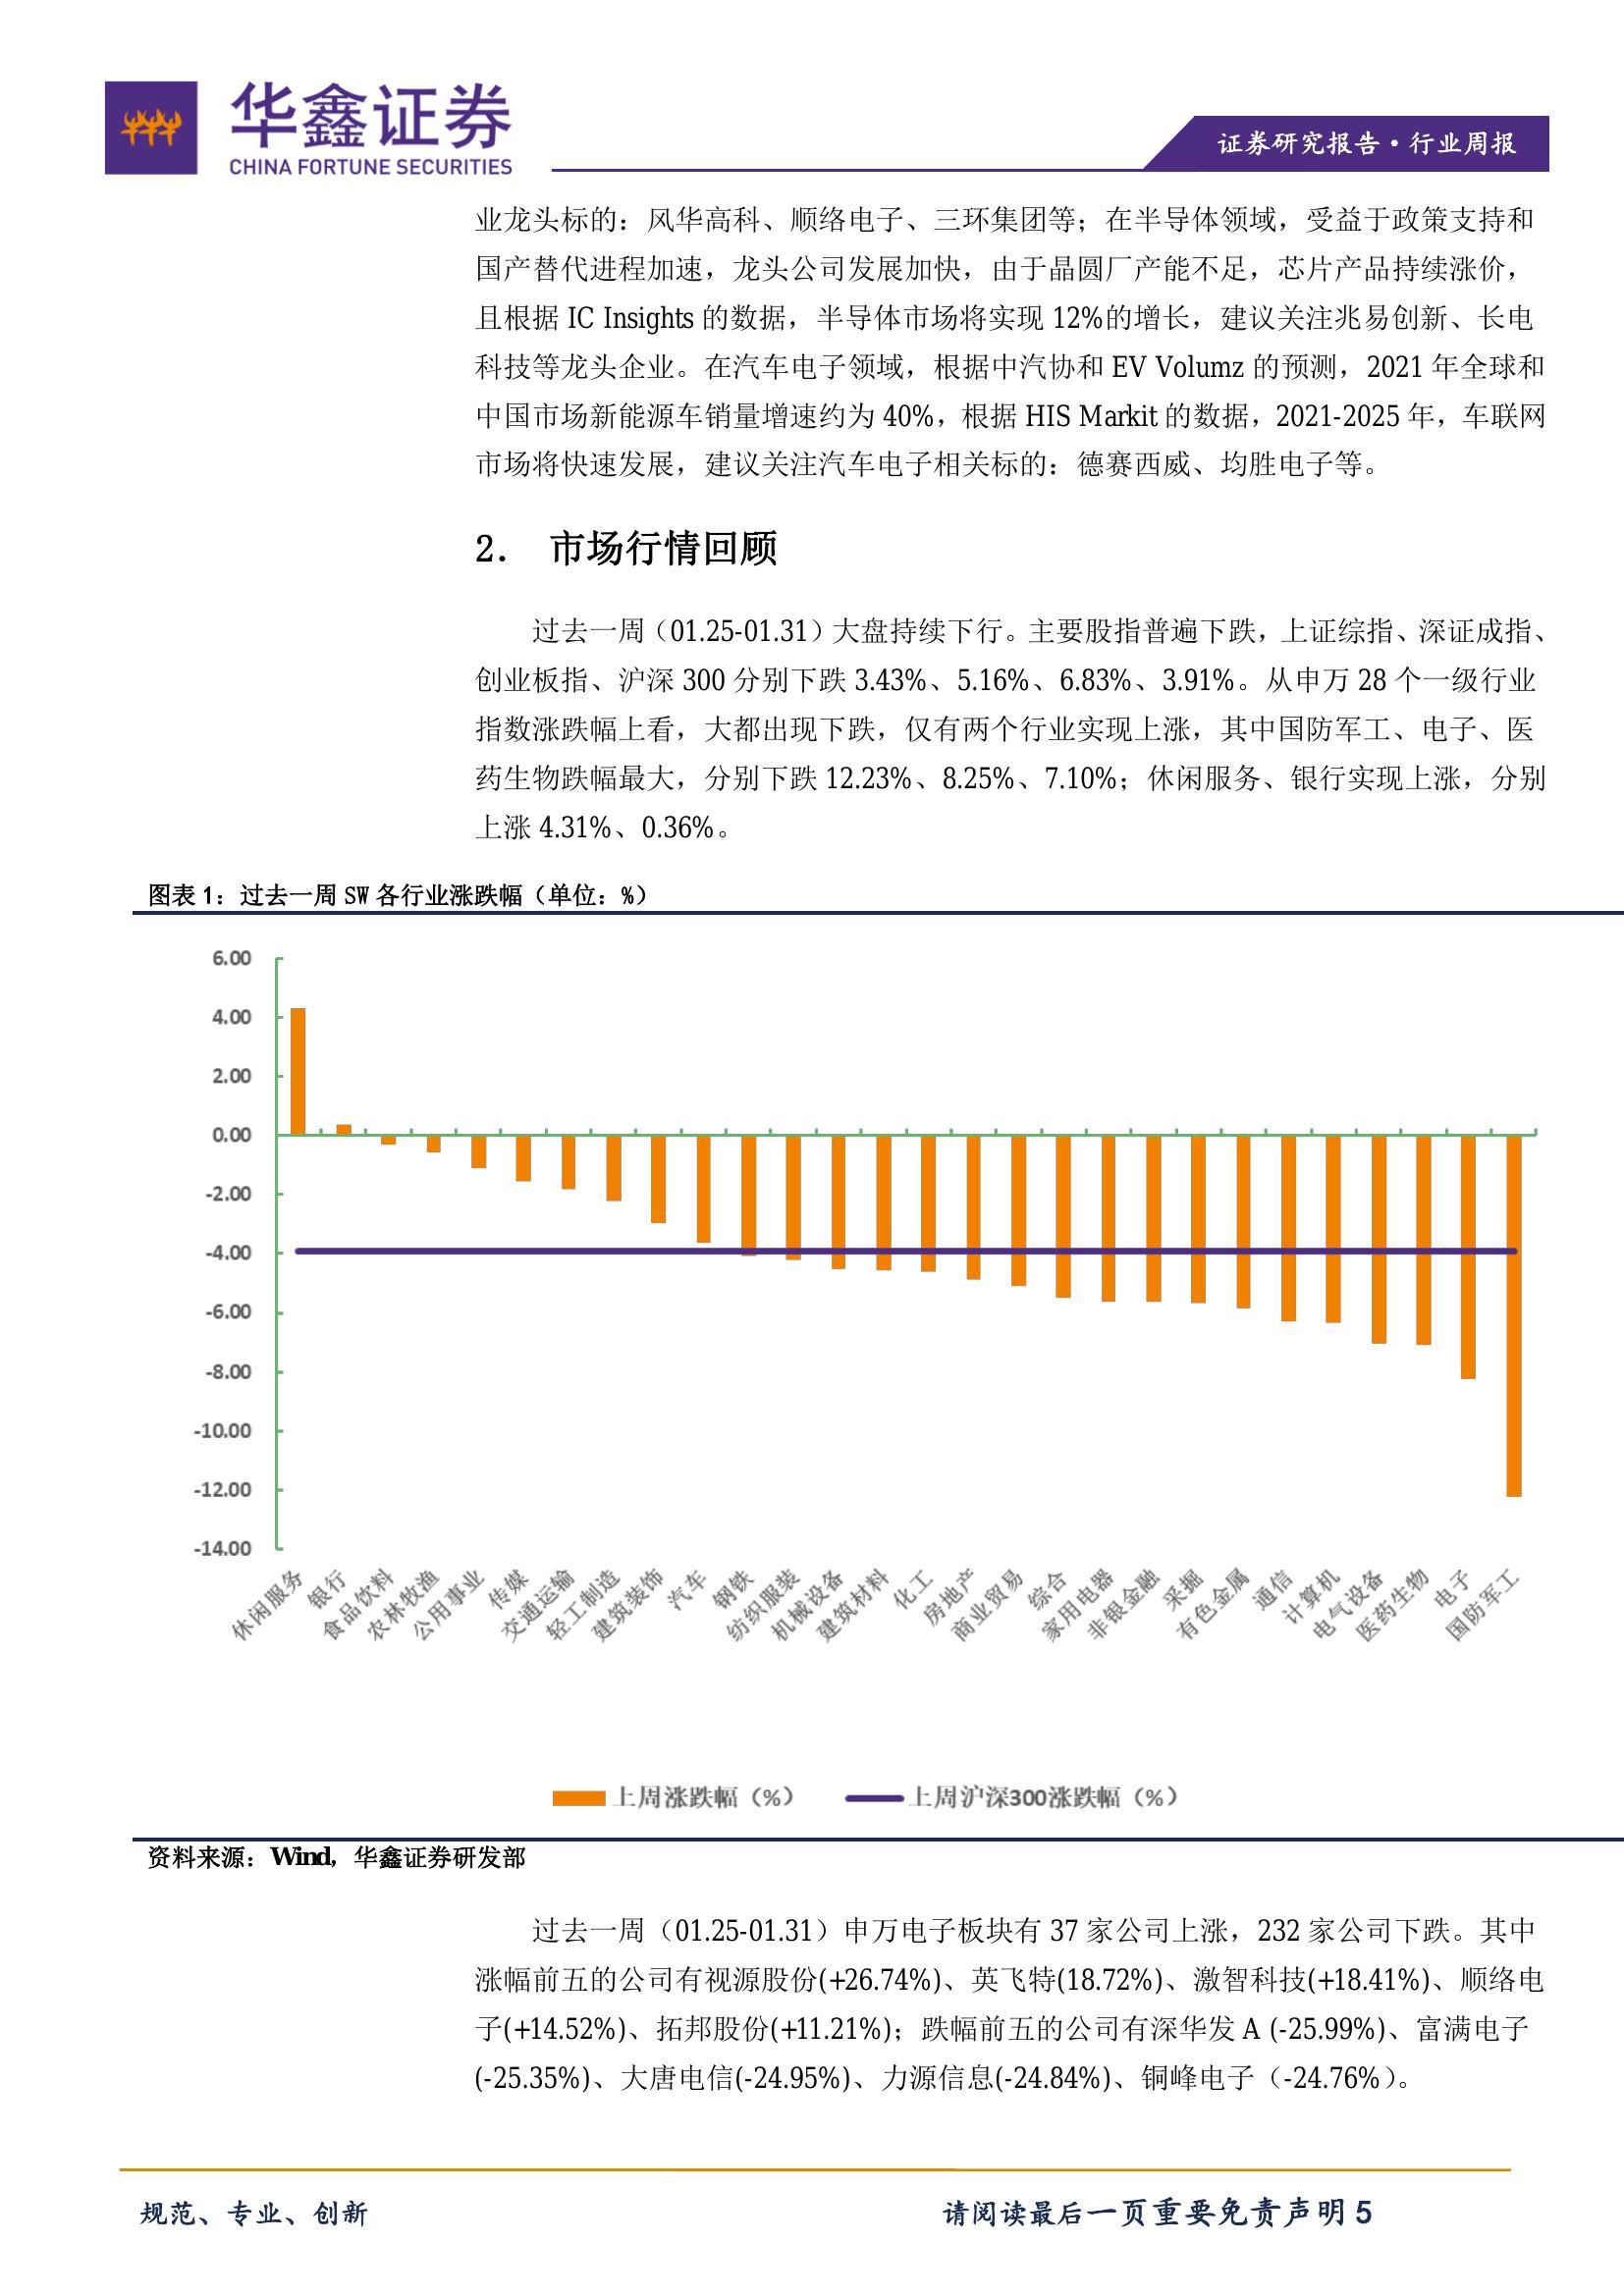 华鑫证券
CHINA FORTUNE SECURITIES
证券研究报告·行业周报
业龙头标的：风华高科、顺络电子、三环集团等；在半导体领域，受益于政策支持和
国产替代进程加速，龙头公司发展加快，由于晶圆厂产能不足，芯片产品持续涨价，
且根据 IC Insights 的数据，半导体市场将实现 12%的增长，建议关注兆易创新、长电
科技等龙头企业。在汽车电子领域，根据中汽协和 EV Volumz 的预测，2021 年全球和
中国市场新能源车销量增速约为 40%，根据 HIS Markit 的数据，2021-2025 年，车联网
市场将快速发展，建议关注汽车电子相关标的：德赛西威、均胜电子等。
2. 市场行情回顾
过去一周（01.25-01.31）大盘持续下行。主要股指普遍下跌，上证综指、深证成指、
创业板指、沪深 300 分别下跌 3.43%、5.16%、6.83%、3.91%。从申万 28 个一级行业
指数涨跌幅上看，大都出现下跌，仅有两个行业实现上涨，其中国防军工、电子、医
药生物跌幅最大，分别下跌 12.23%、8.25%、7.10%；休闲服务、银行实现上涨，分别
上涨 4.31%、0.36%。
图表 1：过去一周 SW 各行业涨跌幅（单位：%）
6.00
4.00
2.00
0.00
-2.00
-4.00
-6.00
-8.00
-10.00
-12.00
-14.00
休闲服务
银行
食品饮料
农林牧渔
公用事业
传媒
交通运输
轻工制造
建筑装饰
汽车
钢铁
纺织服装
机械设备
建筑材料
化工
房地产
商业贸易
综合
家用电器
非银金融
采掘
有色金属
通信
计算机
电气设备
医药生物
电子
国防军工
上周涨跌幅（%）
上周沪深300涨跌幅（%）
资料来源：Wind，华鑫证券研发部
过去一周（01.25-01.31）申万电子板块有 37 家公司上涨，232 家公司下跌。其中
涨幅前五的公司有视源股份(+26.74%)、英飞特(18.72%)、激智科技(+18.41%)、顺络电
子(+14.52%)、拓邦股份(+11.21%)；跌幅前五的公司有深华发 A (-25.99%)、富满电子
(-25.35%)、大唐电信(-24.95%)、力源信息(-24.84%)、铜峰电子（-24.76%）。
规范、专业、创新
请阅读最后一页重要免责声明 5